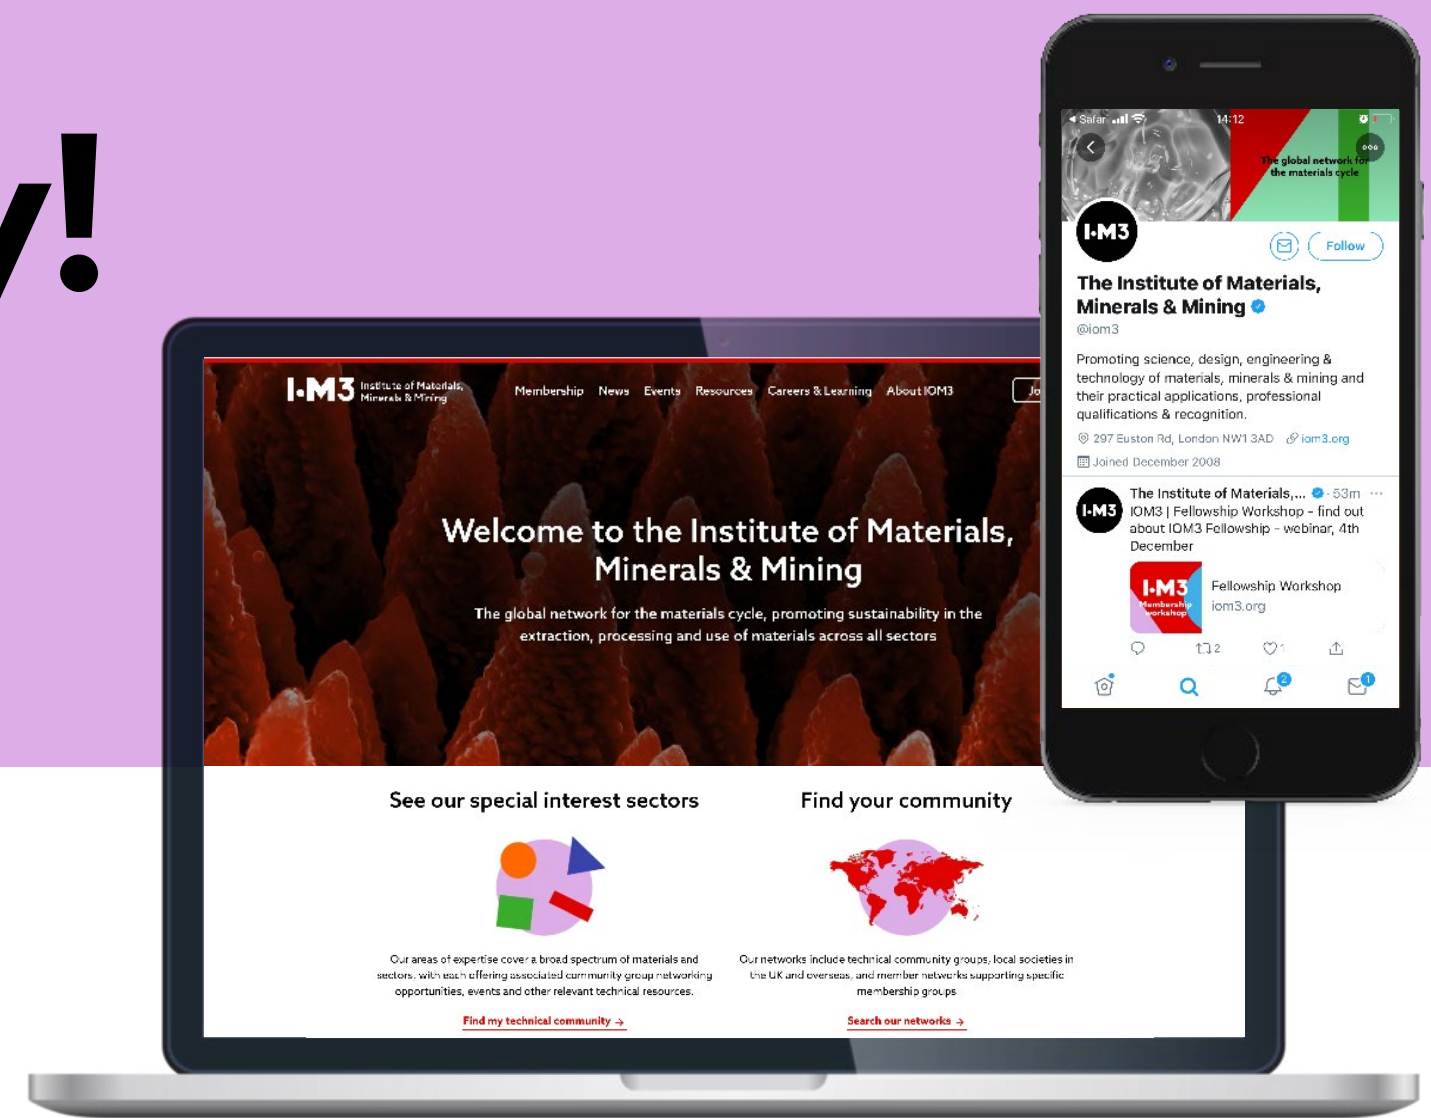 y!
I•M3 Institute of Materials,
Minerals & Mining
Membership News Events Resources Careers & Learning About IOM3
Welcome to the Institute of Materials,
Minerals & Mining
The global network for the materials cycle, promoting sustainability in the
extraction, processing and use of materials across all sectors
See our special interest sectors
Our areas of expertise cover a broad spectrum of materials and
sectors, with each offering associated community group networking
opportunities, events and other relevant technical resources.
Find my technical community →
Find your community
Our networks include technical community groups, local societies in
the UK and overseas, and member networks supporting specific
membership groups
Search our networks →
Safar 14:12
The global network for
the materials cycle
I•M3
Follow
The Institute of Materials,
Minerals & Mining
@iom3
Promoting science, design, engineering &
technology of materials, minerals & mining and
their practical applications, professional
qualifications & recognition.
297 Euston Rd, London NW1 3AD iom3.org
Joined December 2008
I•M3
The Institute of Materials,... · 53m ···
IOM3 | Fellowship Workshop – find out
about IOM3 Fellowship – webinar, 4th
December
I•M3
Membership
workshop
Fellowship Workshop
iom3.org
2 1
2 1